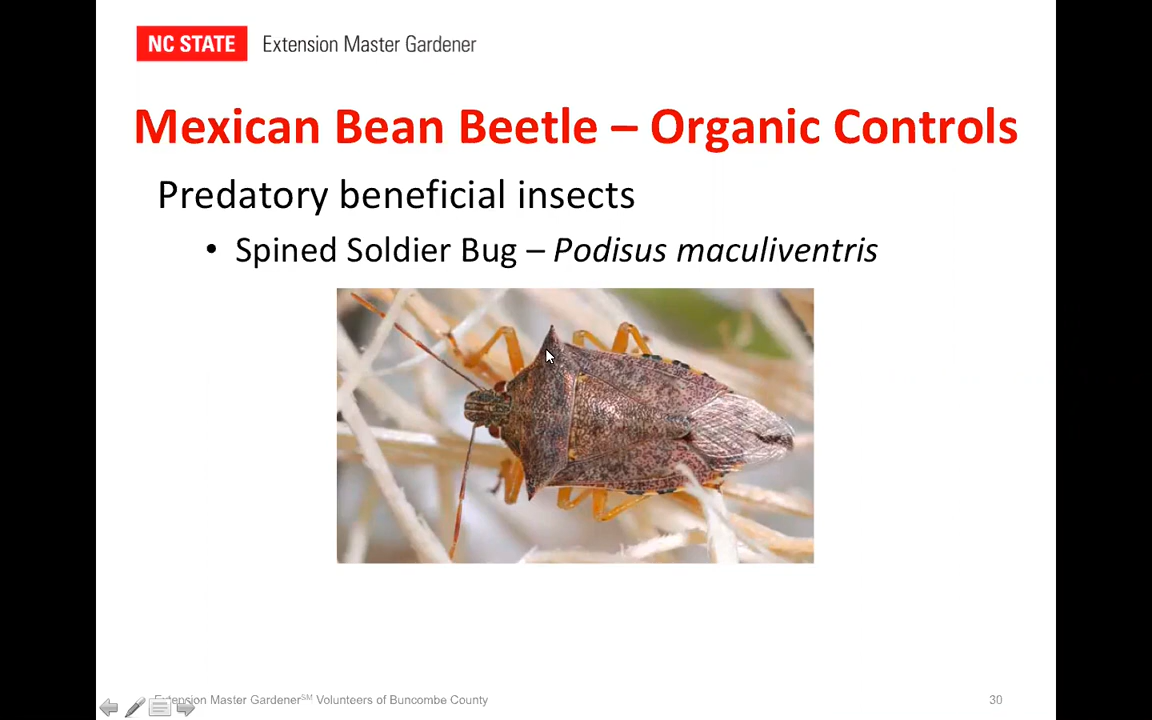 NC STATE Extension Master Gardener
Mexican Bean Beetle – Organic Controls
Predatory beneficial insects
• Spined Soldier Bug – Podisus maculiventris
Extension Master Gardener℠ Volunteers of Buncombe County
30